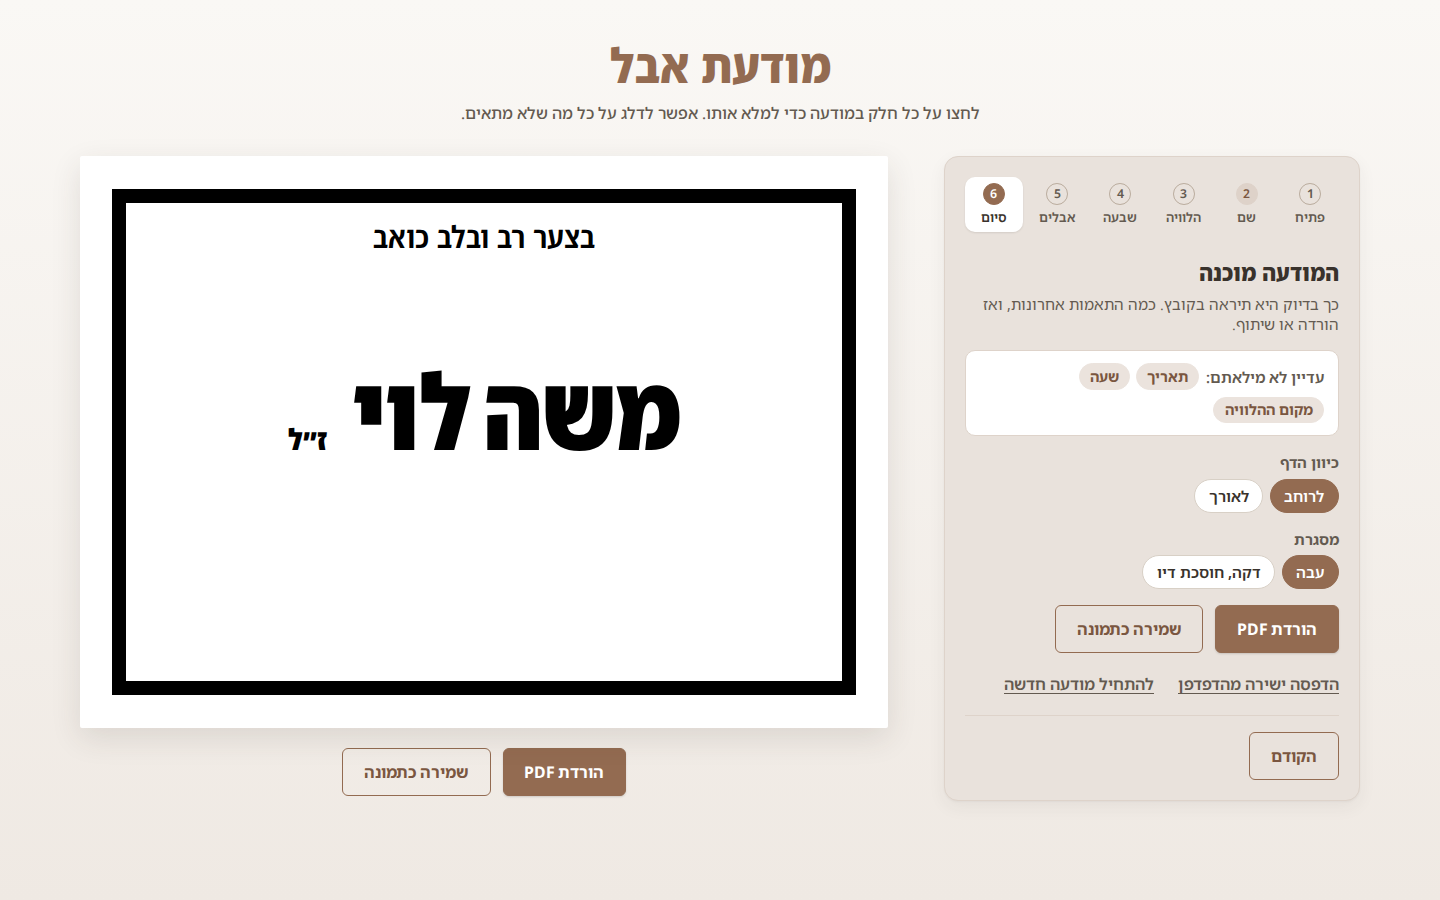 מודעת אבל
לחצו על כל חלק במודעה כדי למלא אותו. אפשר לדלג על כל מה שלא מתאים.
1 2 3 4 5 6
פתיח שם הלוויה שבעה אבלים סיום
המודעה מוכנה
כך בדיוק היא תיראה בקובץ. כמה התאמות אחרונות, ואז
הורדה או שיתוף.
עדיין לא מילאתם: תאריך שעה
מקום ההלוויה
כיוון הדף
לרוחב לאורך
מסגרת
עבה דקה, חוסכת דיו
הורדת PDF שמירה כתמונה
הדפסה ישירה מהדפדפן להתחיל מודעה חדשה
הקודם
בצער רב ובלב כואב
משה לוי ז״ל
הורדת PDF שמירה כתמונה